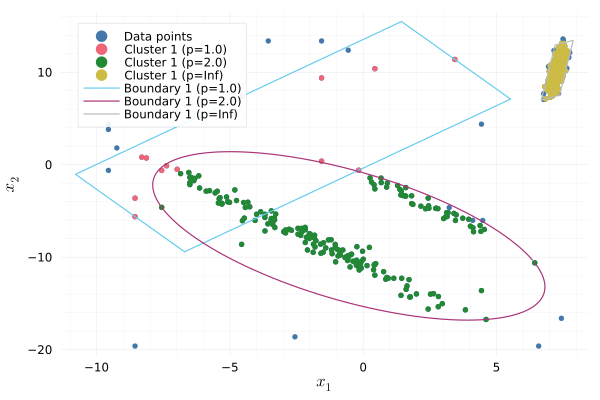 Data points
Cluster 1 (p=1.0)
Cluster 1 (p=2.0)
Cluster 1 (p=Inf)
Boundary 1 (p=1.0)
Boundary 1 (p=2.0)
Boundary 1 (p=Inf)
10
0
−10
−20
x₂
−10
−5
0
5
x₁